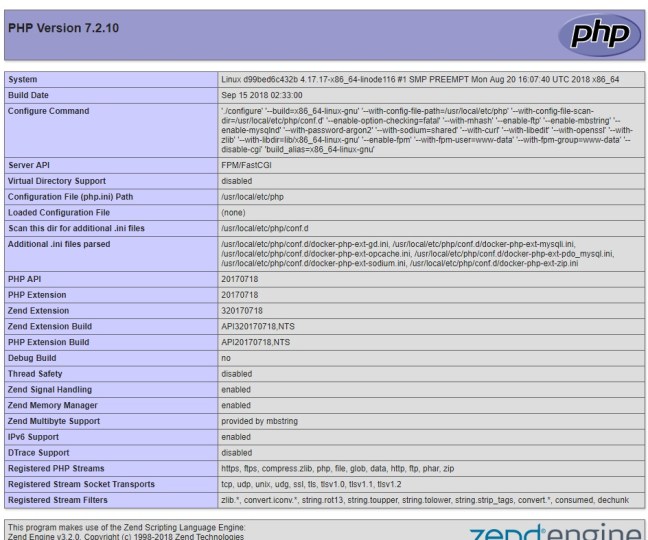 PHP Version 7.2.10
php
System Linux d99bed6c432b 4.17.17-x86_64-linode116 #1 SMP PREEMPT Mon Aug 20 16:07:40 UTC 2018 x86_64
Build Date Sep 15 2018 02:33:00
Configure Command './configure' '--build=x86_64-linux-gnu' '--with-config-file-path=/usr/local/etc/php' '--with-config-file-scan-
dir=/usr/local/etc/php/conf.d' '--enable-option-checking=fatal' '--with-mhash' '--enable-ftp' '--enable-mbstring' '--
enable-mysqlnd' '--with-password-argon2' '--with-sodium=shared' '--with-curl' '--with-libedit' '--with-openssl' '--with-
zlib' '--with-libdir=lib/x86_64-linux-gnu' '--enable-fpm' '--with-fpm-user=www-data' '--with-fpm-group=www-data' '--
disable-cgi' 'build_alias=x86_64-linux-gnu'
Server API FPM/FastCGI
Virtual Directory Support disabled
Configuration File (php.ini) Path /usr/local/etc/php
Loaded Configuration File (none)
Scan this dir for additional .ini files /usr/local/etc/php/conf.d
Additional .ini files parsed /usr/local/etc/php/conf.d/docker-php-ext-gd.ini, /usr/local/etc/php/conf.d/docker-php-ext-mysqli.ini,
/usr/local/etc/php/conf.d/docker-php-ext-opcache.ini, /usr/local/etc/php/conf.d/docker-php-ext-pdo_mysql.ini,
/usr/local/etc/php/conf.d/docker-php-ext-sodium.ini, /usr/local/etc/php/conf.d/docker-php-ext-zip.ini
PHP API 20170718
PHP Extension 20170718
Zend Extension 320170718
Zend Extension Build API320170718,NTS
PHP Extension Build API20170718,NTS
Debug Build no
Thread Safety disabled
Zend Signal Handling enabled
Zend Memory Manager enabled
Zend Multibyte Support provided by mbstring
IPv6 Support enabled
DTrace Support disabled
Registered PHP Streams https, ftps, compress.zlib, php, file, glob, data, http, ftp, phar, zip
Registered Stream Socket Transports tcp, udp, unix, udg, ssl, tls, tlsv1.0, tlsv1.1, tlsv1.2
Registered Stream Filters zlib.*, convert.iconv.*, string.rot13, string.toupper, string.tolower, string.strip_tags, convert.*, consumed, dechunk
This program makes use of the Zend Scripting Language Engine:
Zend Engine v3.2.0, Copyright (c) 1998-2018 Zend Technologies
zend engine